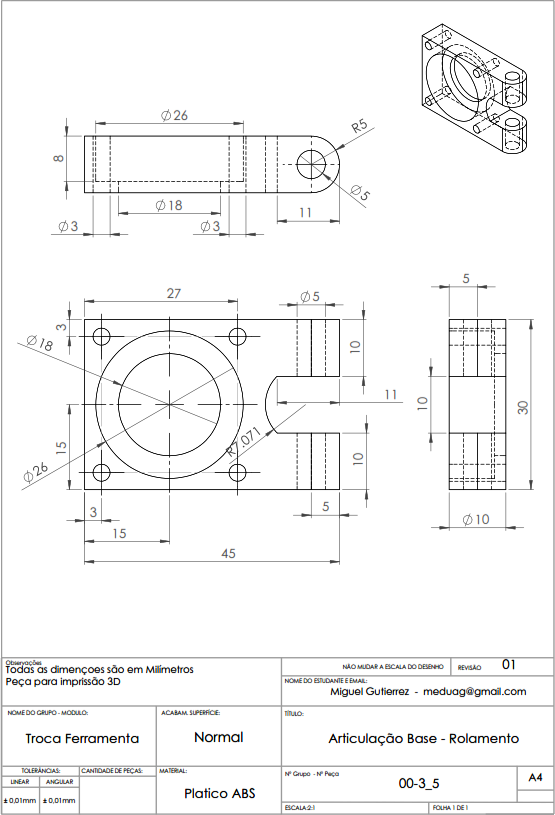 Ø26
R5
8
Ø18
Ø5
Ø3
Ø3
11
27
Ø5
5
3
Ø18
10
11
10
30
R7.071
15
10
Ø26
3
5
Ø10
15
45
Observações
Todas as dimençoes são em Milímetros
Peça para imprissão 3D
NÃO MUDAR A ESCALA DO DESENHO
REVISÃO 01
NOME DO ESTUDANTE E EMAIL:
Miguel Gutierrez - meduag@gmail.com
NOME DO GRUPO - MODULO:
Troca Ferramenta
ACABAM. SUPERFÍCIE:
Normal
TÍTULO:
Articulação Base - Rolamento
TOLERÂNCIAS:
LINEAR
ANGULAR
± 0,01mm
± 0,01mm
CANTIDADE DE PEÇAS:
MATERIAL:
Platico ABS
Nº Grupo - Nº Peça
00-3_5
A4
ESCALA:2:1
FOLHA 1 DE 1